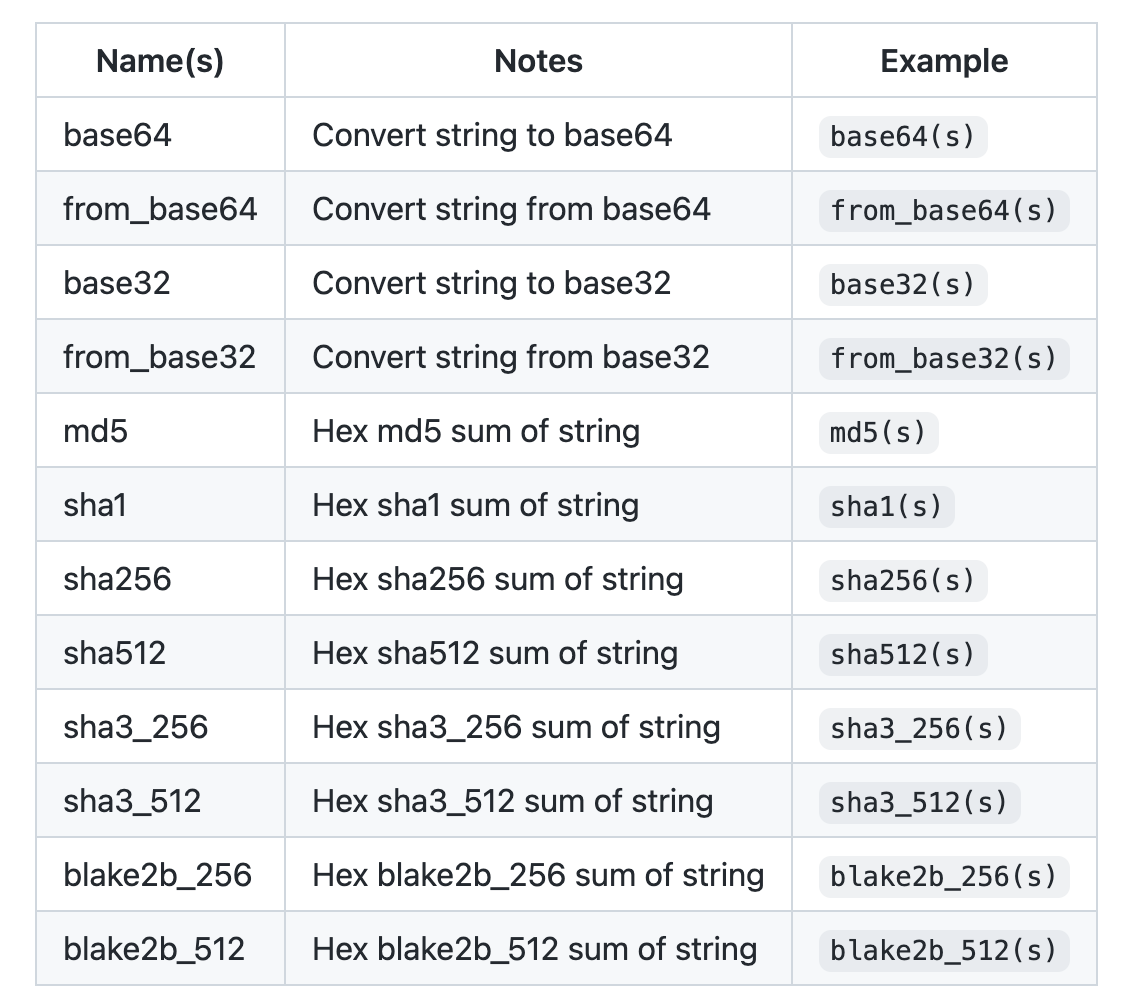 Name(s) Notes Example
base64 Convert string to base64 base64(s)
from_base64 Convert string from base64 from_base64(s)
base32 Convert string to base32 base32(s)
from_base32 Convert string from base32 from_base32(s)
md5 Hex md5 sum of string md5(s)
sha1 Hex sha1 sum of string sha1(s)
sha256 Hex sha256 sum of string sha256(s)
sha512 Hex sha512 sum of string sha512(s)
sha3_256 Hex sha3_256 sum of string sha3_256(s)
sha3_512 Hex sha3_512 sum of string sha3_512(s)
blake2b_256 Hex blake2b_256 sum of string blake2b_256(s)
blake2b_512 Hex blake2b_512 sum of string blake2b_512(s)